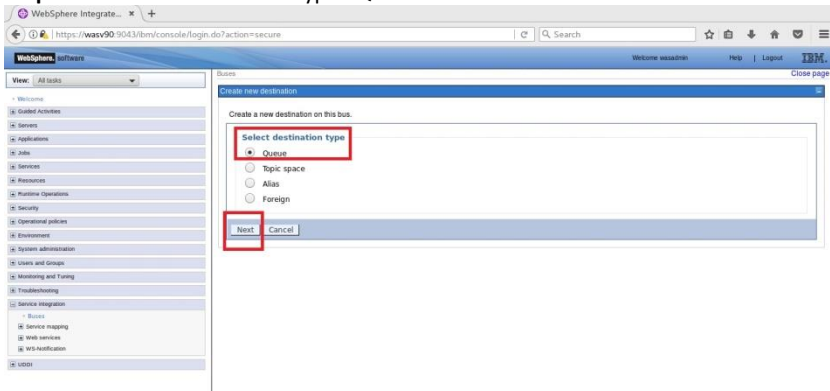 WebSphere Integrate... × +
https://wasv90:9043/ibm/console/login.do?action=secure
Search
WebSphere. software
Welcome wasadmin Help | Logout IBM.
View: All tasks
Buses Close page
Welcome
Guided Activities
Servers
Applications
Jobs
Services
Resources
Runtime Operations
Security
Operational policies
Environment
System administration
Users and Groups
Monitoring and Tuning
Troubleshooting
Service integration
Buses
Service mapping
Web services
WS-Notification
UDDI
Create new destination
Create a new destination on this bus.
Select destination type
Queue
Topic space
Alias
Foreign
Next Cancel